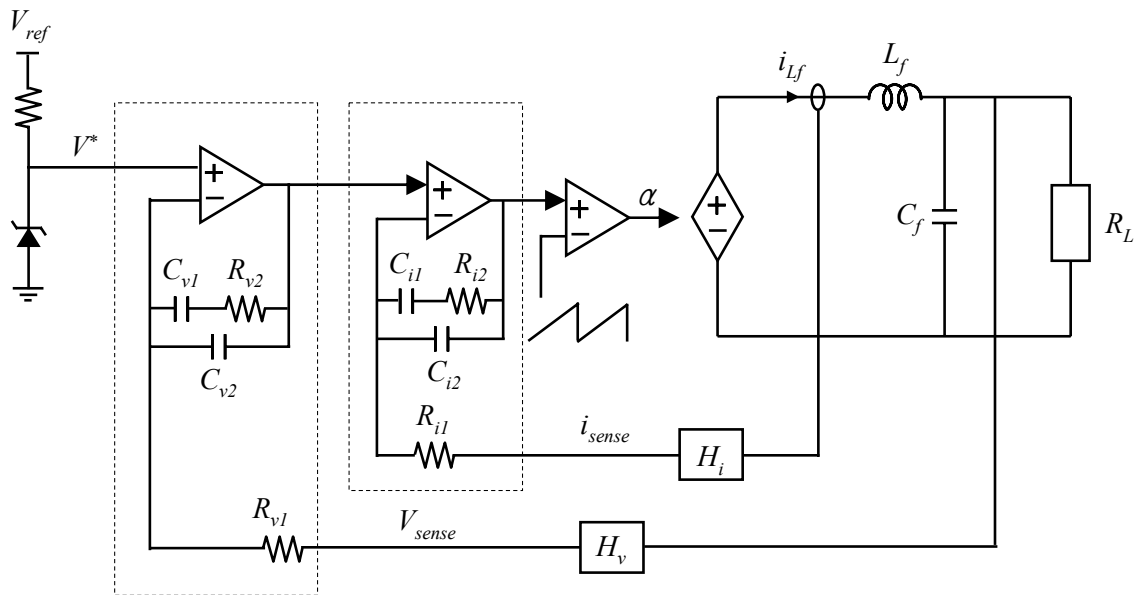 V_ref
V*
+
−
C_v1
R_v2
C_v2
R_v1
V_sense
+
−
C_i1
R_i2
C_i2
R_i1
i_sense
+
−
α
H_i
H_v
i_Lf
L_f
+
−
C_f
R_L